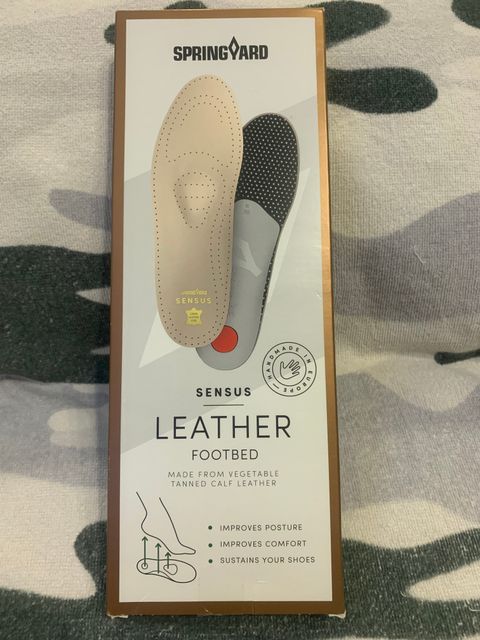 SPRINGYARD
SPRINGYARD
SENSUS
HANDMADE IN EUROPE
SENSUS
LEATHER
FOOTBED
MADE FROM VEGETABLE
TANNED CALF LEATHER
• IMPROVES POSTURE
• IMPROVES COMFORT
• SUSTAINS YOUR SHOES